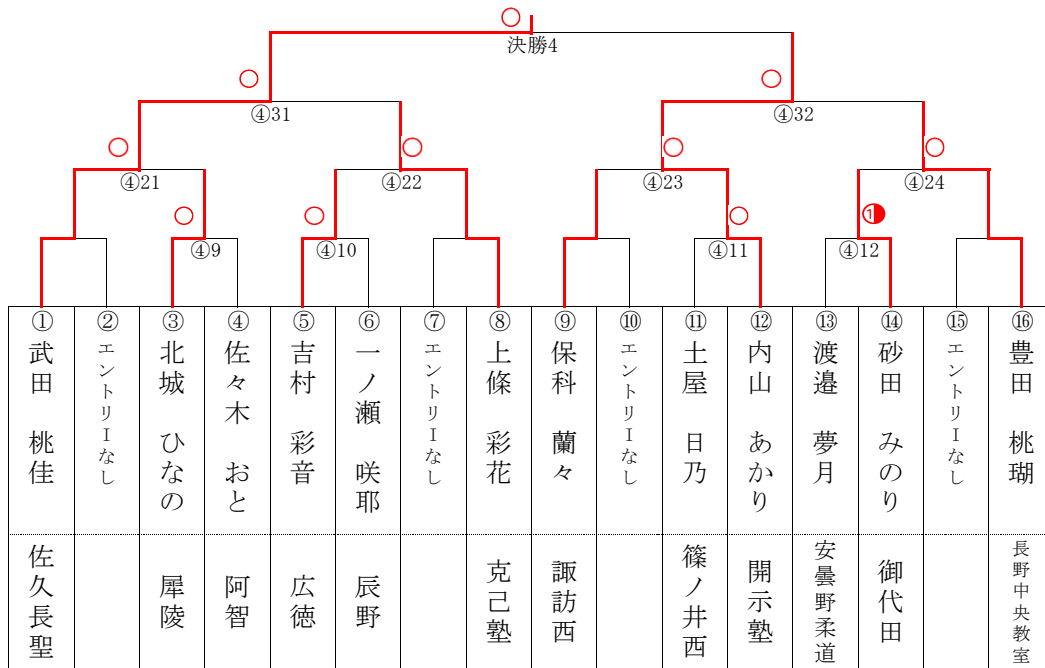 決勝4
④31
④32
④21
④22
④23
④24
④9
④10
④11
1
④12
①
武田 桃佳
佐久長聖
②
エントリIなし
③
北城 ひなの
犀陵
④
佐々木 おと
阿智
⑤
吉村 彩音
広徳
⑥
一ノ瀬 咲耶
辰野
⑦
エントリIなし
⑧
上條 彩花
克己塾
⑨
保科 蘭々
諏訪西
⑩
エントリIなし
⑪
土屋 日乃
篠ノ井西
⑫
内山 あかり
開示塾
⑬
渡邉 夢月
安曇野柔道
⑭
砂田 みのり
御代田
⑮
エントリIなし
⑯
豊田 桃瑚
長野中央教室